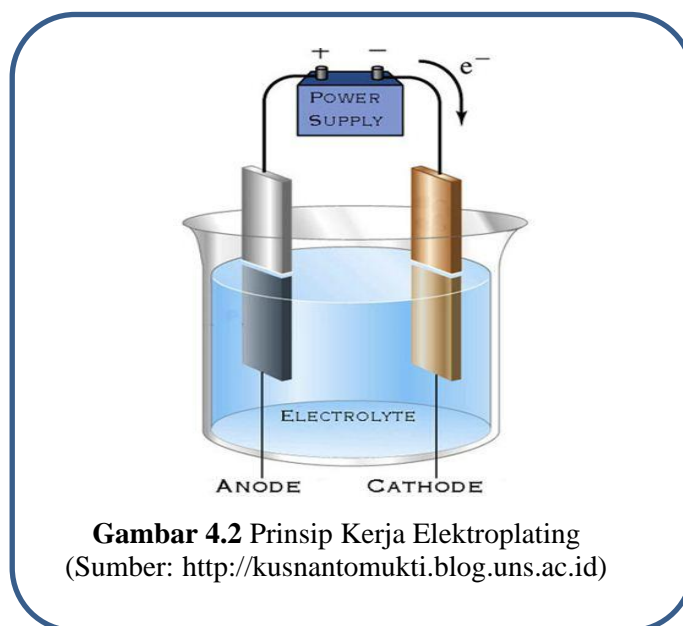 + −
e−
POWER
SUPPLY
ELECTROLYTE
ANODE CATHODE
Gambar 4.2 Prinsip Kerja Elektroplating
(Sumber: http://kusnantomukti.blog.uns.ac.id)